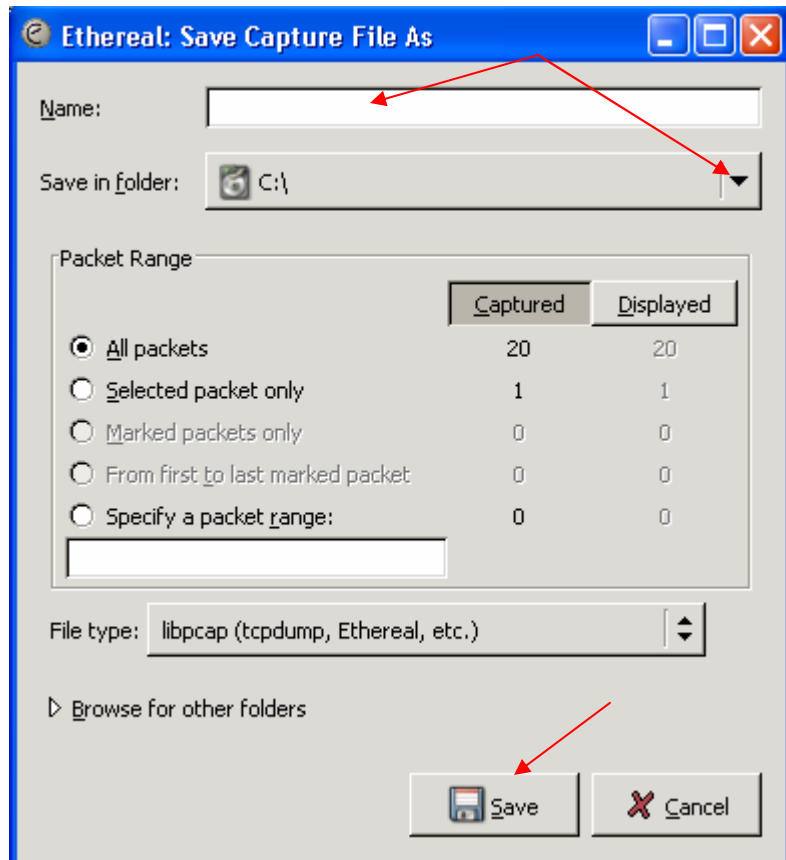 Ethereal: Save Capture File As
Name:
Save in folder: C:\
Packet Range
Captured Displayed
All packets 20 20
Selected packet only 1 1
Marked packets only 0 0
From first to last marked packet 0 0
Specify a packet range: 0 0
File type: libpcap (tcpdump, Ethereal, etc.)
Browse for other folders
Save Cancel